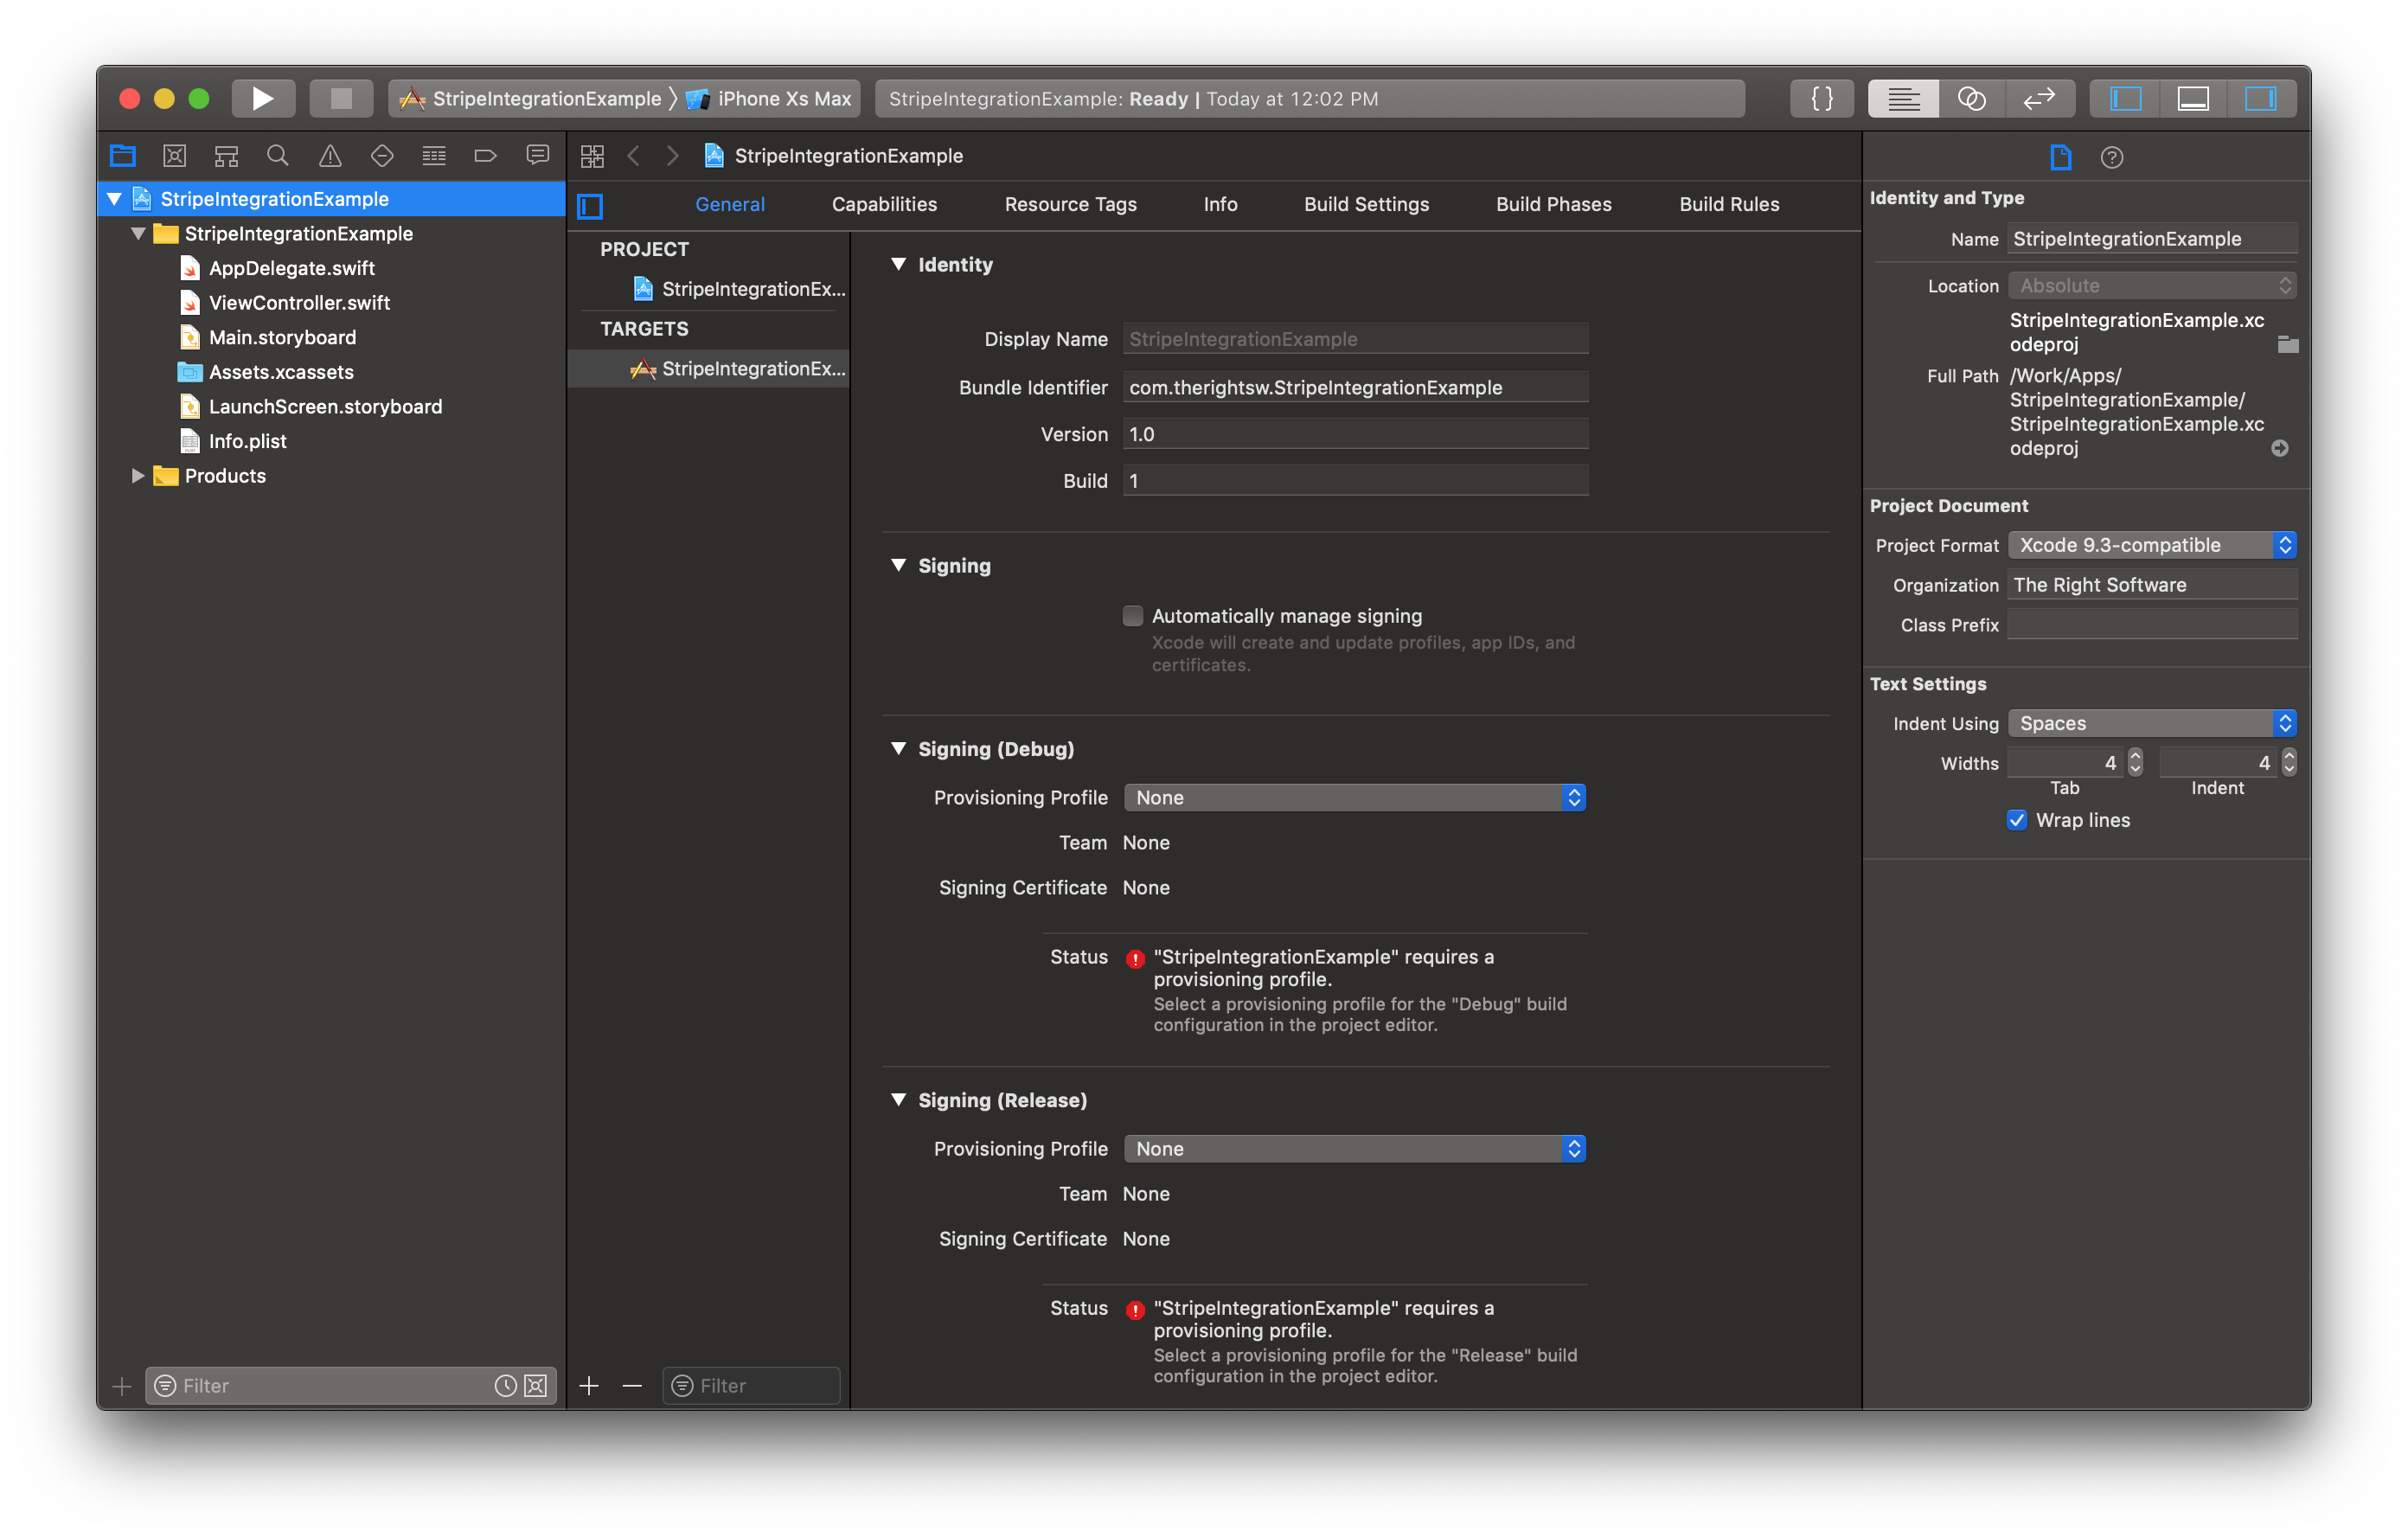 StripeIntegrationExample 〉 iPhone Xs Max
StripeIntegrationExample: Ready | Today at 12:02 PM
{ }
StripeIntegrationExample
StripeIntegrationExample
AppDelegate.swift
ViewController.swift
Main.storyboard
Assets.xcassets
LaunchScreen.storyboard
Info.plist
Products
Filter
StripeIntegrationExample
General Capabilities Resource Tags Info Build Settings Build Phases Build Rules
PROJECT
StripeIntegrationEx...
TARGETS
StripeIntegrationEx...
Filter
Identity
Display Name StripeIntegrationExample
Bundle Identifier com.therightsw.StripeIntegrationExample
Version 1.0
Build 1
Signing
Automatically manage signing
Xcode will create and update profiles, app IDs, and
certificates.
Signing (Debug)
Provisioning Profile None
Team None
Signing Certificate None
Status "StripeIntegrationExample" requires a
provisioning profile.
Select a provisioning profile for the "Debug" build
configuration in the project editor.
Signing (Release)
Provisioning Profile None
Team None
Signing Certificate None
Status "StripeIntegrationExample" requires a
provisioning profile.
Select a provisioning profile for the "Release" build
configuration in the project editor.
Identity and Type
Name StripeIntegrationExample
Location Absolute
StripeIntegrationExample.xc
odeproj
Full Path /Work/Apps/
StripeIntegrationExample/
StripeIntegrationExample.xc
odeproj
Project Document
Project Format Xcode 9.3-compatible
Organization The Right Software
Class Prefix
Text Settings
Indent Using Spaces
Widths 4 4
Tab Indent
Wrap lines